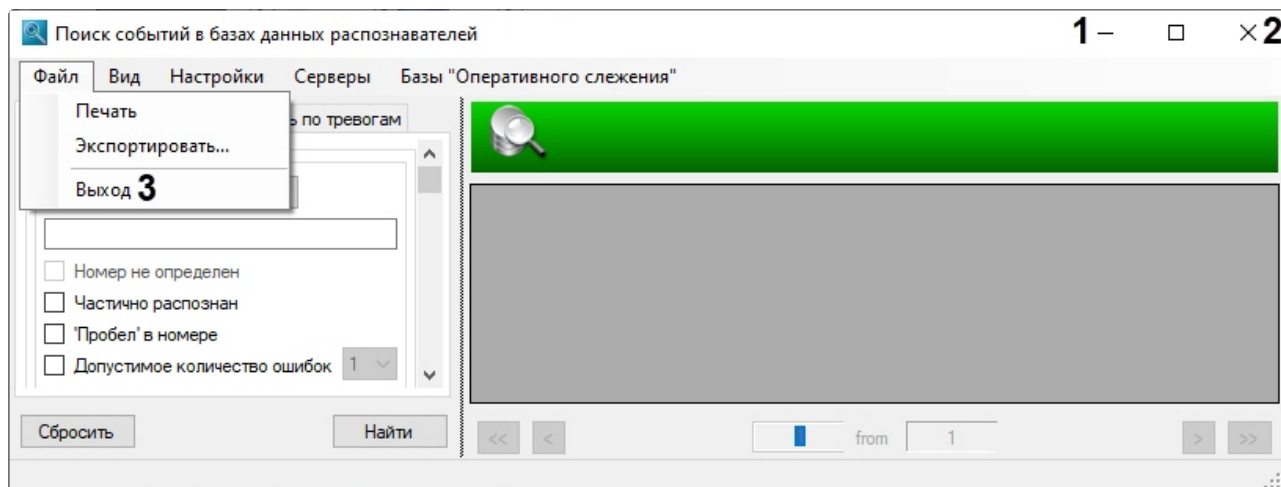 Поиск событий в базах данных распознавателей 1 2
Файл Вид Настройки Серверы Базы "Оперативного слежения"
Печать
по тревогам
Экспортировать...
Выход 3
Номер не определен
Частично распознан
'Пробел' в номере
Допустимое количество ошибок 1
Сбросить Найти << < 1 from 1 > >>